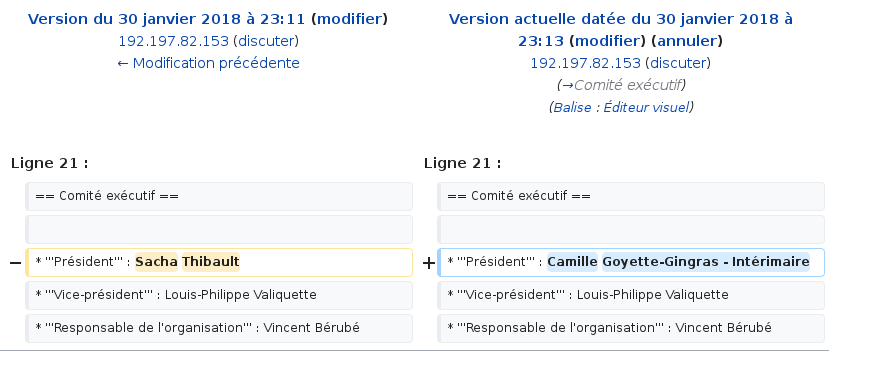 Version du 30 janvier 2018 à 23:11 (modifier)
192.197.82.153 (discuter)
← Modification précédente
Version actuelle datée du 30 janvier 2018 à
23:13 (modifier) (annuler)
192.197.82.153 (discuter)
(→Comité exécutif)
(Balise : Éditeur visuel)
Ligne 21 :
Ligne 21 :
== Comité exécutif ==
== Comité exécutif ==
− * '''Président''' : Sacha Thibault
+ * '''Président''' : Camille Goyette-Gingras - Intérimaire
* '''Vice-président''' : Louis-Philippe Valiquette
* '''Vice-président''' : Louis-Philippe Valiquette
* '''Responsable de l'organisation''' : Vincent Bérubé
* '''Responsable de l'organisation''' : Vincent Bérubé